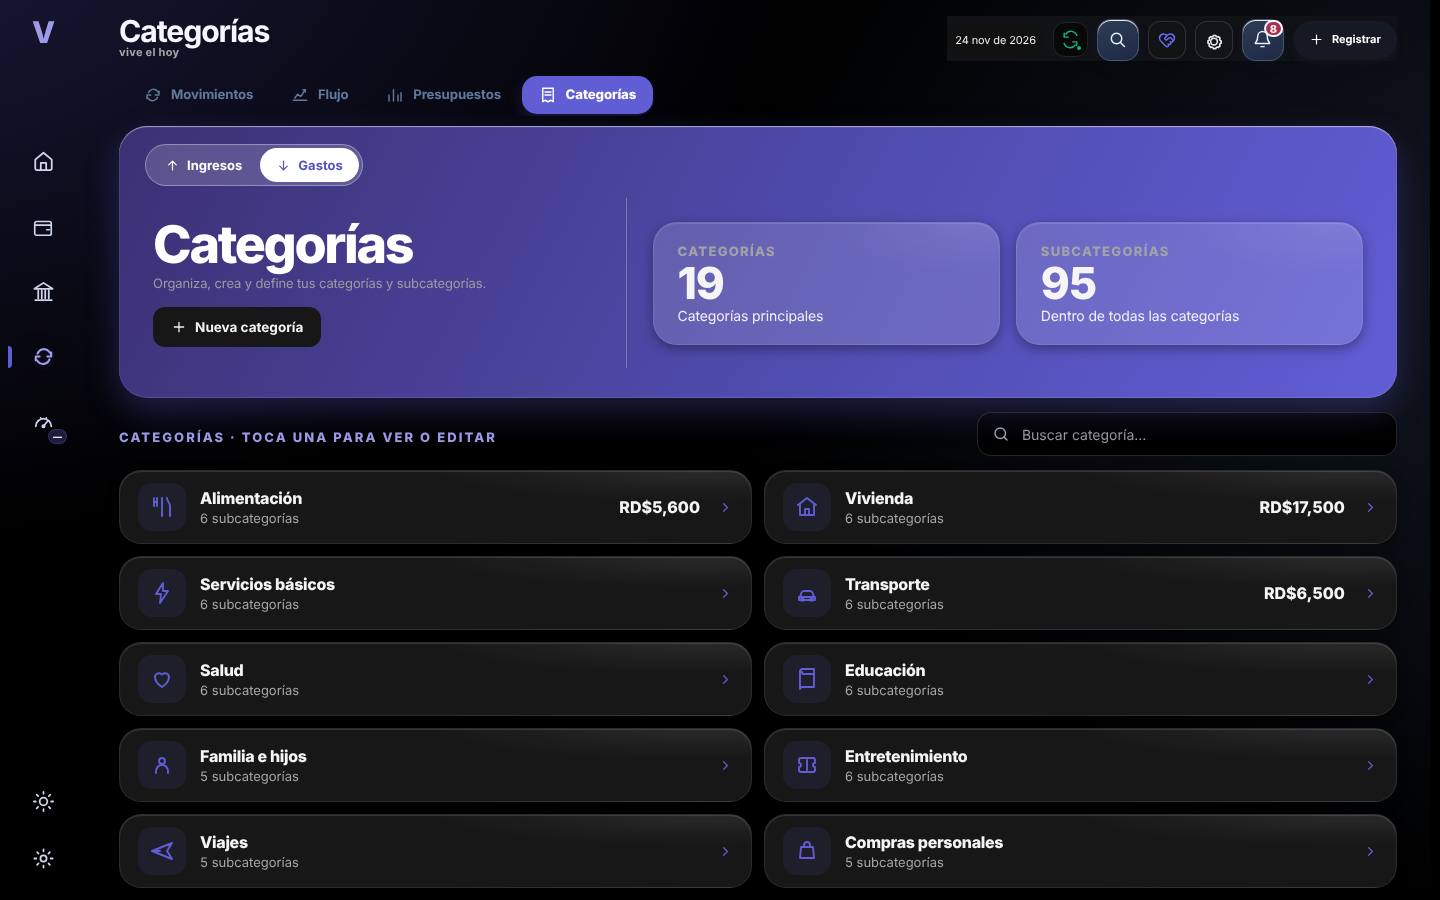 V
Categorías
vive el hoy
24 nov de 2026
8
Registrar
Movimientos
Flujo
Presupuestos
Categorías
Ingresos
Gastos
Categorías
Organiza, crea y define tus categorías y subcategorías.
Nueva categoría
CATEGORÍAS
19
Categorías principales
SUBCATEGORÍAS
95
Dentro de todas las categorías
CATEGORÍAS · TOCA UNA PARA VER O EDITAR
Buscar categoría...
Alimentación
6 subcategorías
RD$5,600
Vivienda
6 subcategorías
RD$17,500
Servicios básicos
6 subcategorías
Transporte
6 subcategorías
RD$6,500
Salud
6 subcategorías
Educación
6 subcategorías
Familia e hijos
5 subcategorías
Entretenimiento
6 subcategorías
Viajes
5 subcategorías
Compras personales
5 subcategorías